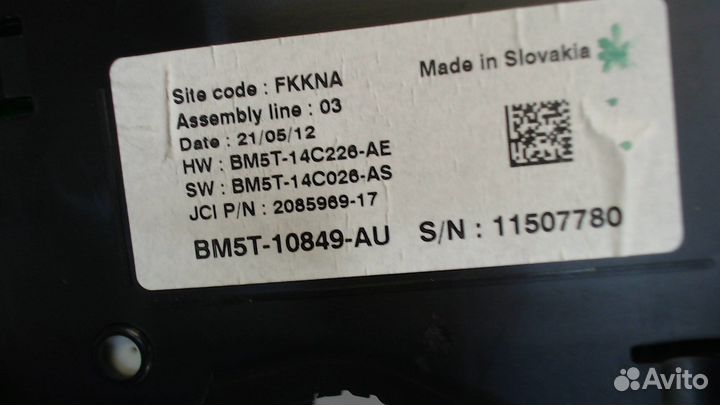 Site code : FKKNA
Made in Slovakia
Assembly line : 03
Date : 21/05/12
HW : BM5T-14C226-AE
SW : BM5T-14C026-AS
JCI P/N : 2085969-17
BM5T-10849-AU S/N : 11507780
Avito